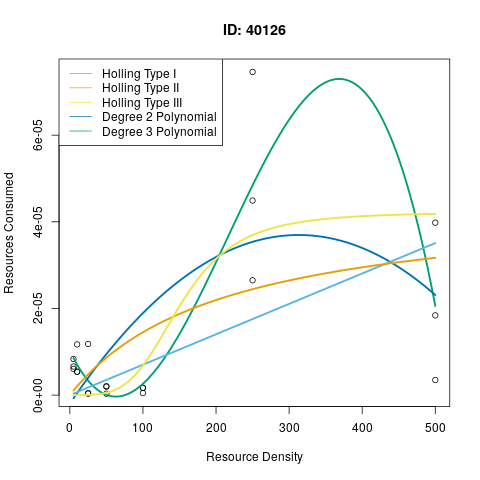 ID: 40126
Holling Type I
Holling Type II
Holling Type III
Degree 2 Polynomial
Degree 3 Polynomial
Resources Consumed
6e-05
4e-05
2e-05
0e+00
0 100 200 300 400 500
Resource Density